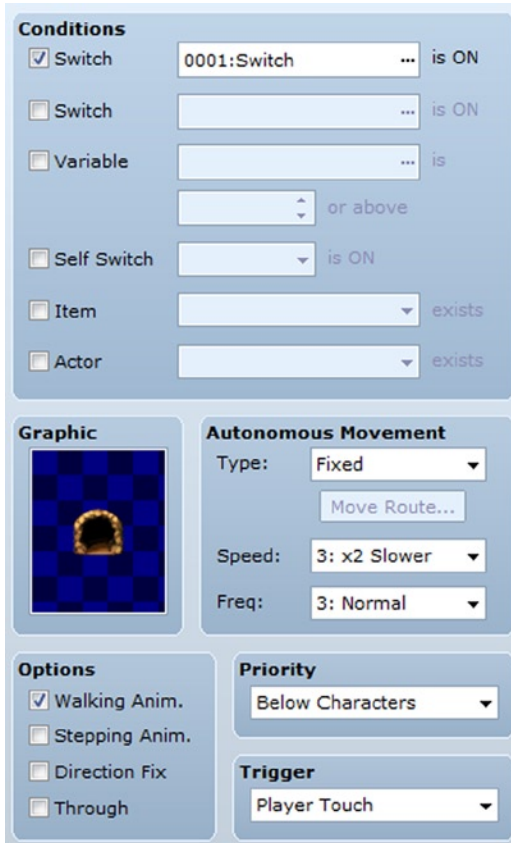 Conditions
Switch 0001:Switch ... is ON
Switch ... is ON
Variable ... is
or above
Self Switch is ON
Item exists
Actor exists
Graphic
Autonomous Movement
Type: Fixed
Move Route...
Speed: 3: x2 Slower
Freq: 3: Normal
Options
Walking Anim.
Stepping Anim.
Direction Fix
Through
Priority
Below Characters
Trigger
Player Touch